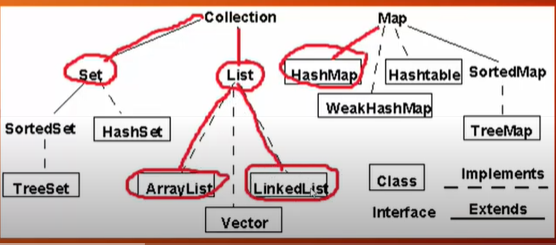 Collection Map
Set List HashMap Hashtable SortedMap
WeakHashMap
SortedSet HashSet TreeMap
TreeSet ArrayList LinkedList Class Implements
Vector Interface Extends